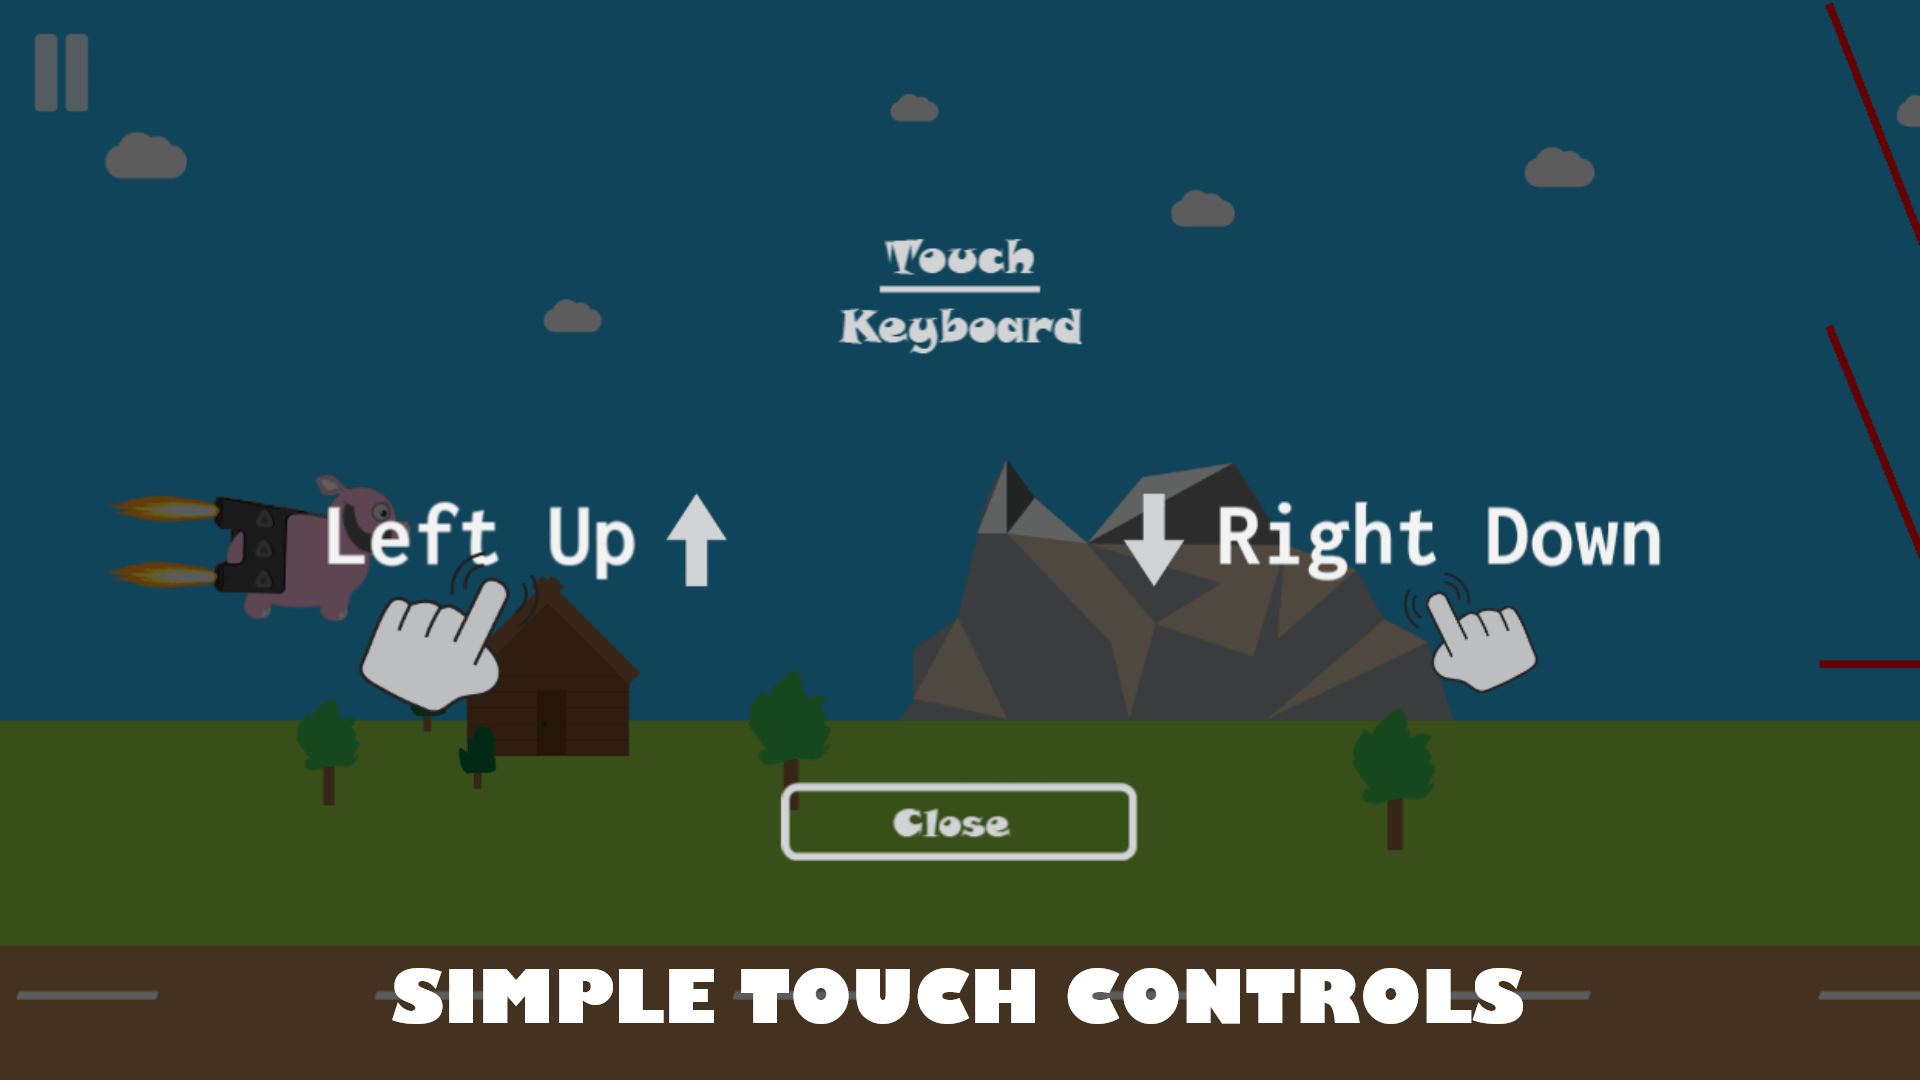 Touch
Keyboard
Left Up
Right Down
Close
SIMPLE TOUCH CONTROLS